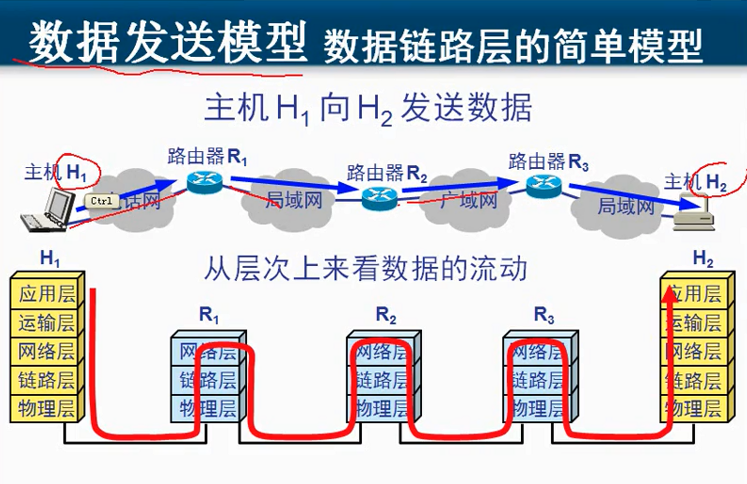 数据发送模型 数据链路层的简单模型
主机 H1 向 H2 发送数据
主机 H1
路由器 R1
路由器 R2
路由器 R3
主机 H2
Ctrl
话网
局域网
广域网
局域网
从层次上来看数据的流动
H1
应用层
运输层
网络层
链路层
物理层
R1
网络层
链路层
物理层
R2
网络层
链路层
物理层
R3
网络层
链路层
物理层
H2
应用层
运输层
网络层
链路层
物理层